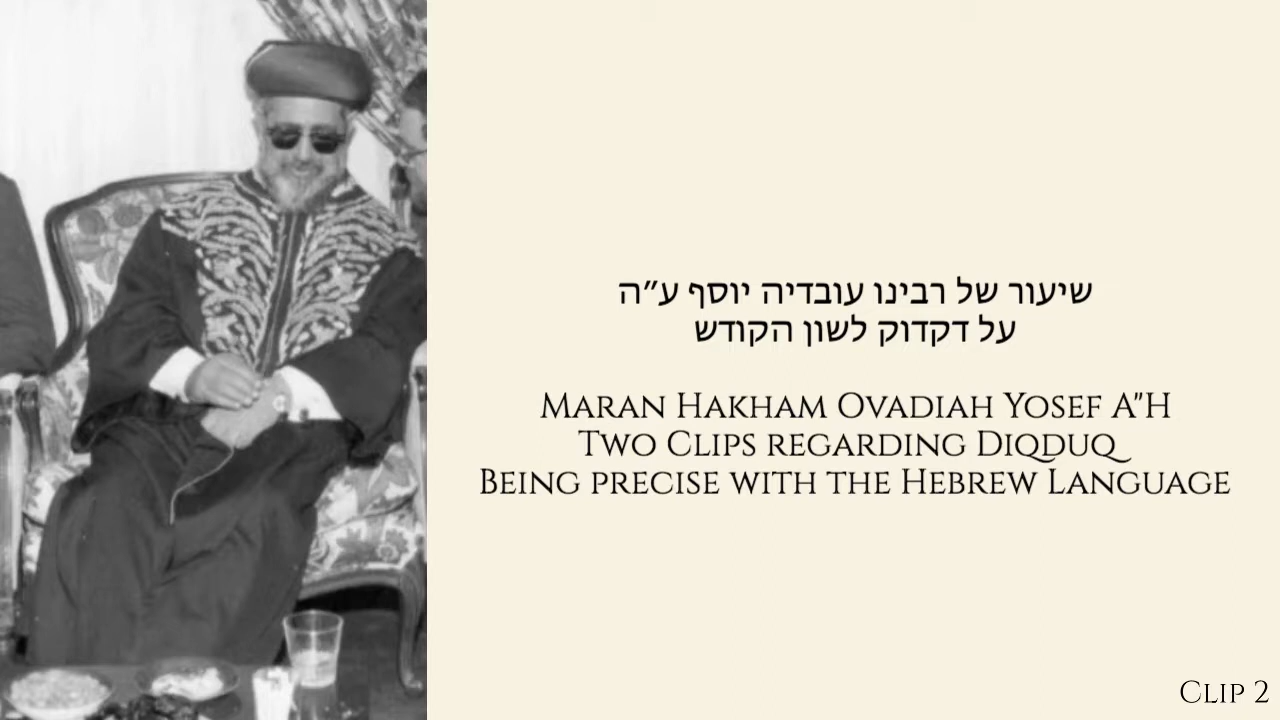 שיעור של רבינו עובדיה יוסף ע״ה
על דקדוק לשון הקודש
Maran Hakham Ovadiah Yosef A"H
Two Clips regarding Diqduq
Being precise with the Hebrew Language
Clip 2